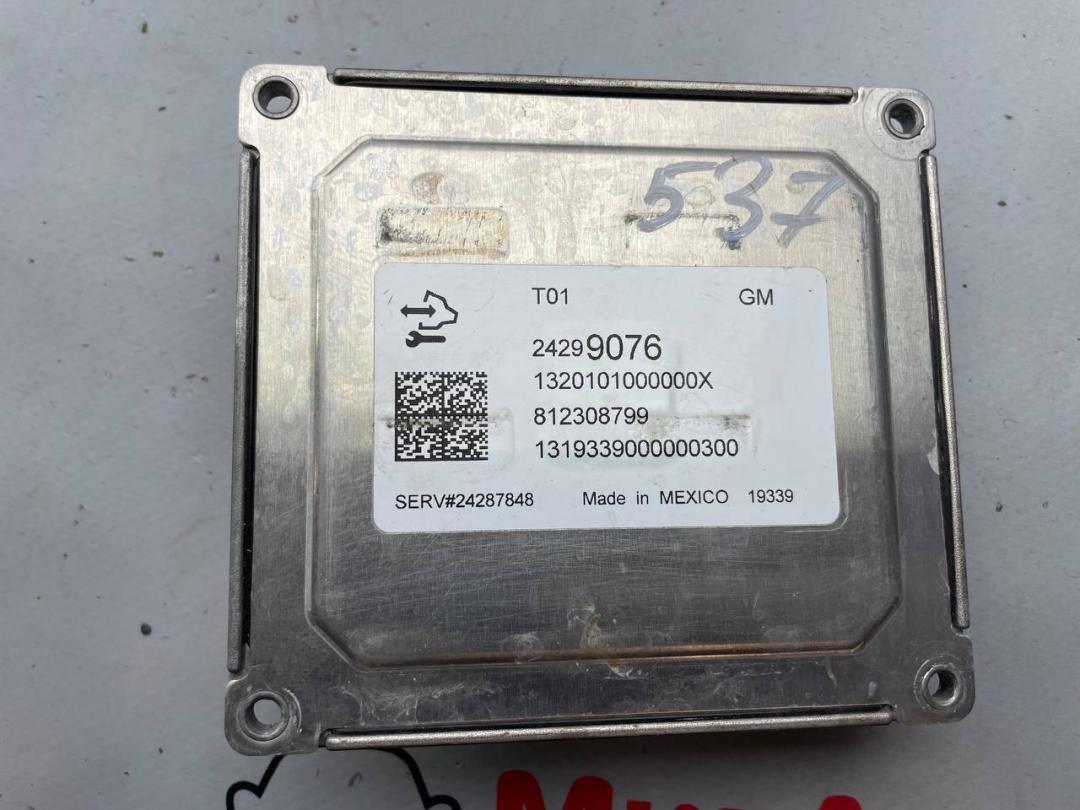 537
T01 GM
24299076
1320101000000X
812308799
1319339000000300
SERV#24287848 Made in MEXICO 19339